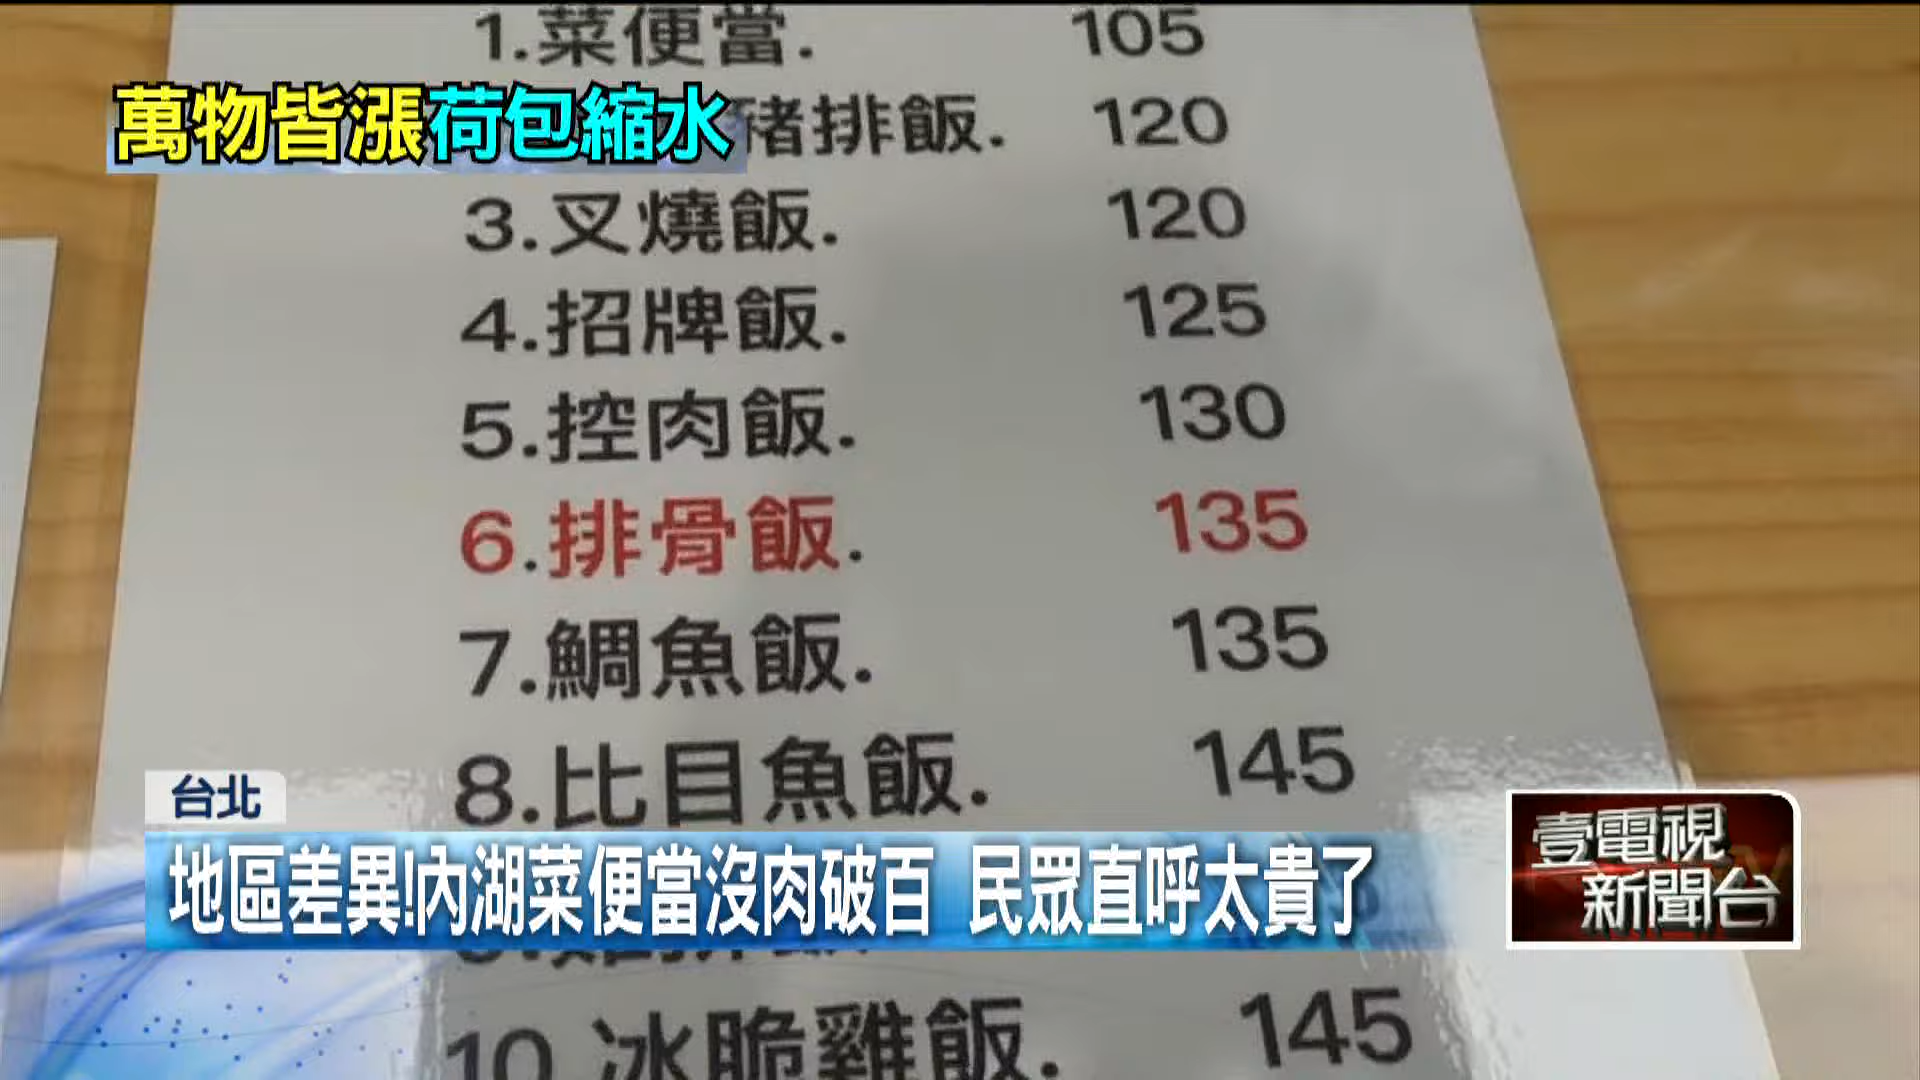 1.菜便當. 105
萬物皆漲荷包縮水
豬排飯. 120
3.叉燒飯. 120
4.招牌飯. 125
5.控肉飯. 130
6.排骨飯. 135
7.鯛魚飯. 135
8.比目魚飯. 145
台北
地區差異!內湖菜便當沒肉破百 民眾直呼太貴了
壹電視
新聞台
10.冰脆雞飯. 145